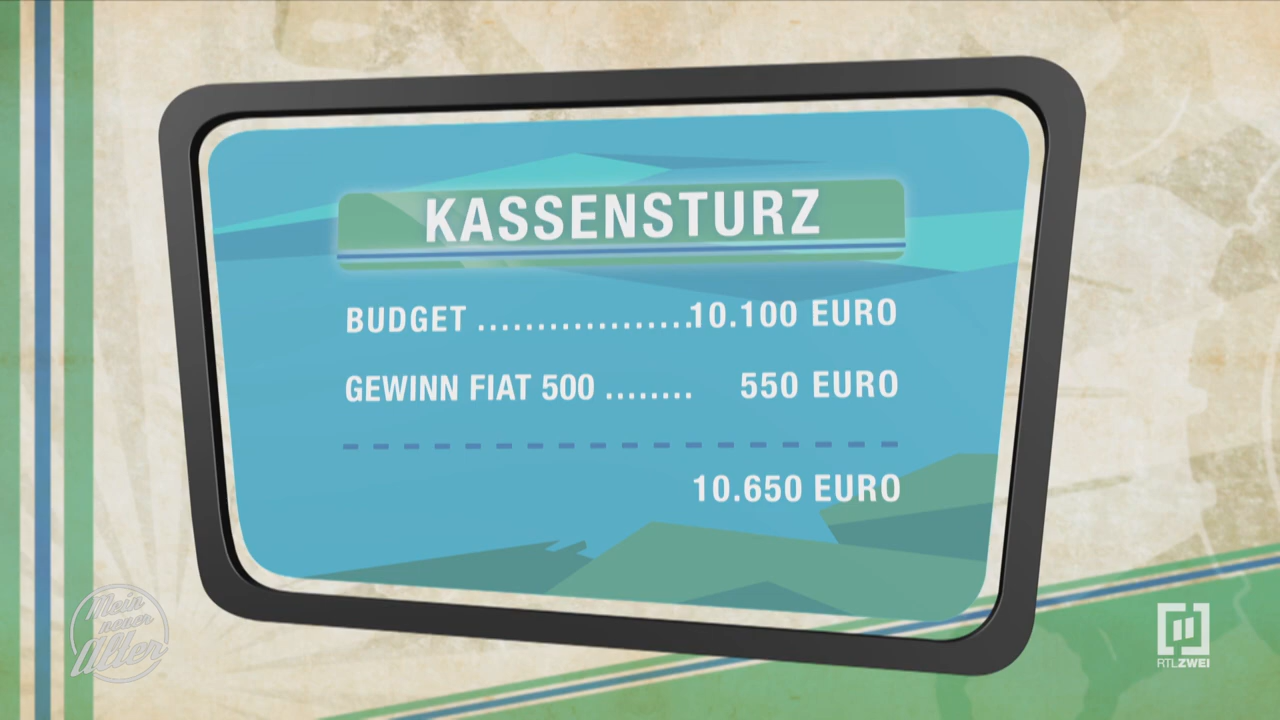 KASSENSTURZ
BUDGET ..................10.100 EURO
GEWINN FIAT 500 ........ 550 EURO
10.650 EURO
Mein
neuer
Alter
RTLZWEI